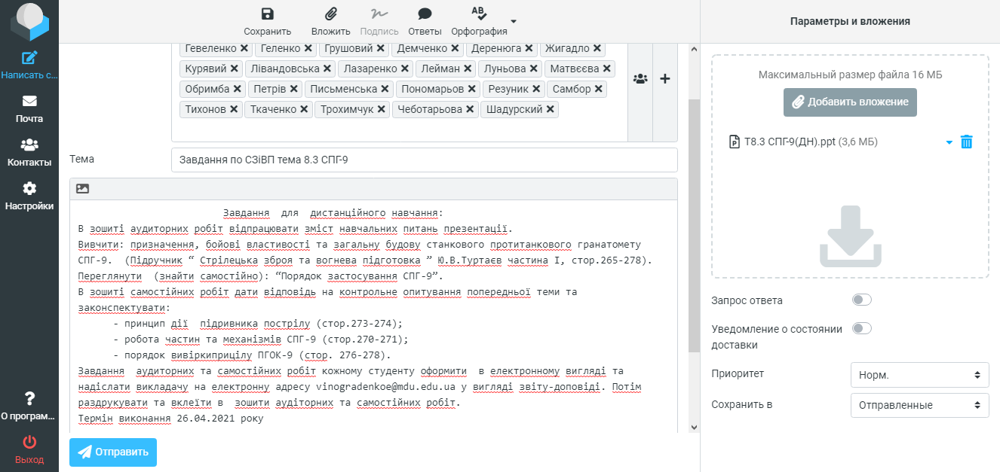 Сохранить Вложить Подпись Ответы Орфография
Параметры и вложения
Написать с...
Почта
Контакты
Настройки
О програм...
Выход
Гевеленко Геленко Грушовий Демченко Деренюга Жигадло
Курявий Лівандовська Лазаренко Лейман Луньова Матвєєва
Обримба Петрів Письменська Пономарьов Резуник Самбор
Тихонов Ткаченко Трохимчук Чеботарьова Шадурский
Тема
Завдання по СЗіВП тема 8.3 СПГ-9
Завдання для дистанційного навчання:
В зошиті аудиторних робіт відпрацювати зміст навчальних питань презентації.
Вивчити: призначення, бойові властивості та загальну будову станкового протитанкового гранатомету
СПГ-9. (Підручник “ Стрілецька зброя та вогнева підготовка ” Ю.В.Туртаєв частина І, стор.265-278).
Переглянути (знайти самостійно): “Порядок застосування СПГ-9”.
В зошиті самостійних робіт дати відповідь на контрольне опитування попередньої теми та
законспектувати:
- принцип дії підривника пострілу (стор.273-274);
- робота частин та механізмів СПГ-9 (стор.270-271);
- порядок вивіркиприцілу ПГОК-9 (стор. 276-278).
Завдання аудиторних та самостійних робіт кожному студенту оформити в електронному вигляді та
надіслати викладачу на електронну адресу vinogradenkoe@mdu.edu.ua у вигляді звіту-доповіді. Потім
раздрукувати та вклеїти в зошити аудіторних та самостійних робіт.
Термін виконання 26.04.2021 року
Отправить
Максимальный размер файла 16 МБ
Добавить вложение
Т8.3 СПГ-9(ДН).ppt (3,6 МБ)
Запрос ответа
Уведомление о состоянии
доставки
Приоритет
Норм.
Сохранить в
Отправленные